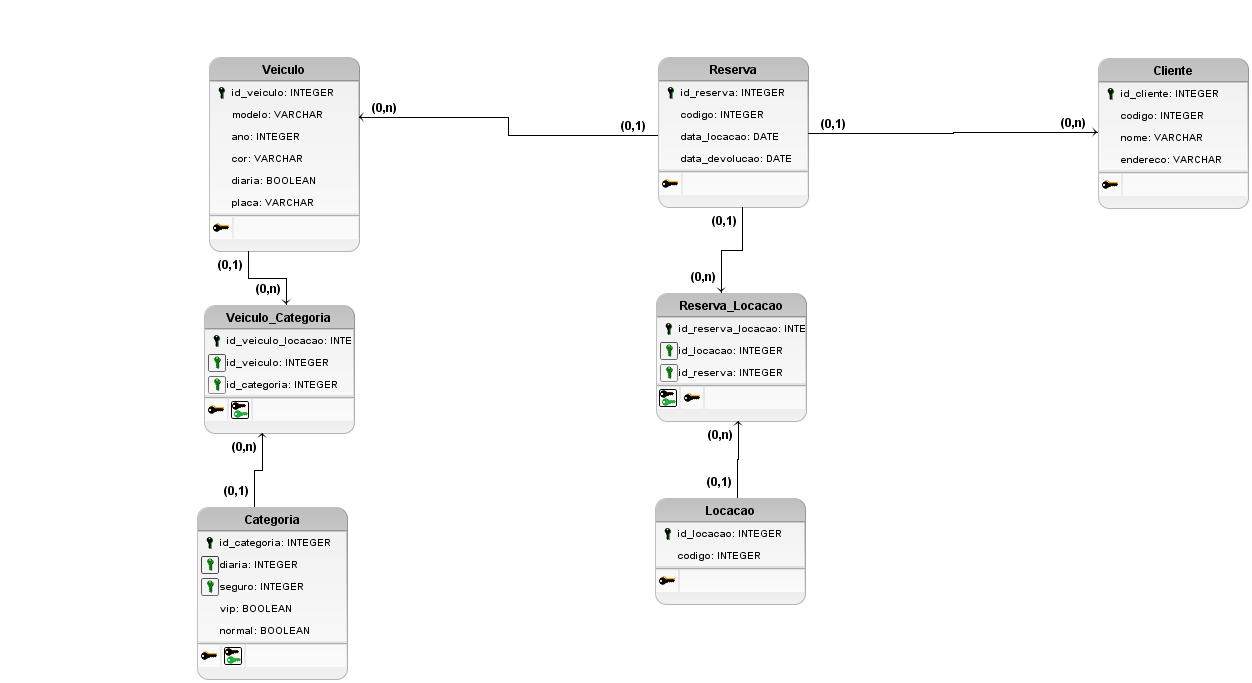 Veiculo
id_veiculo: INTEGER
modelo: VARCHAR
ano: INTEGER
cor: VARCHAR
diaria: BOOLEAN
placa: VARCHAR
(0,n)
(0,1)
Reserva
id_reserva: INTEGER
codigo: INTEGER
data_locacao: DATE
data_devolucao: DATE
(0,1)
(0,n)
Cliente
id_cliente: INTEGER
codigo: INTEGER
nome: VARCHAR
endereco: VARCHAR
(0,1)
(0,n)
Veiculo_Categoria
id_veiculo_locacao: INTE
id_veiculo: INTEGER
id_categoria: INTEGER
(0,n)
(0,1)
Categoria
id_categoria: INTEGER
diaria: INTEGER
seguro: INTEGER
vip: BOOLEAN
normal: BOOLEAN
(0,1)
(0,n)
Reserva_Locacao
id_reserva_locacao: INTE
id_locacao: INTEGER
id_reserva: INTEGER
(0,n)
(0,1)
Locacao
id_locacao: INTEGER
codigo: INTEGER